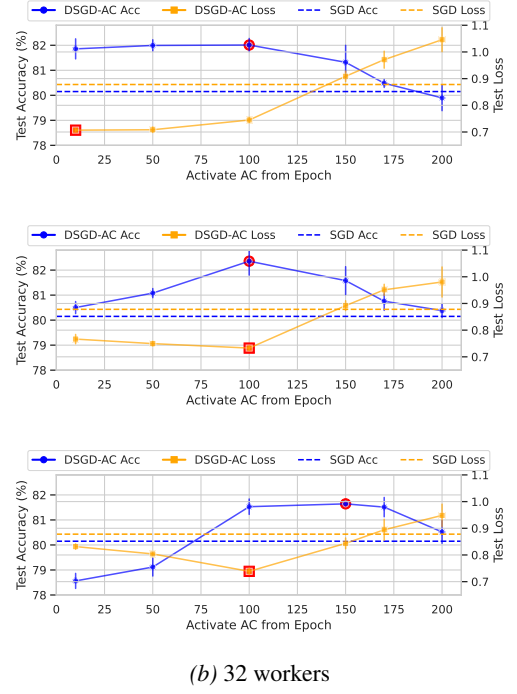 DSGD-AC Acc DSGD-AC Loss SGD Acc SGD Loss
82
81
80
79
78
Test Accuracy (%)
1.1
1.0
0.9
0.8
0.7
Test Loss
0 25 50 75 100 125 150 175 200
Activate AC from Epoch
DSGD-AC Acc DSGD-AC Loss SGD Acc SGD Loss
82
81
80
79
78
Test Accuracy (%)
1.1
1.0
0.9
0.8
0.7
Test Loss
0 25 50 75 100 125 150 175 200
Activate AC from Epoch
DSGD-AC Acc DSGD-AC Loss SGD Acc SGD Loss
82
81
80
79
78
Test Accuracy (%)
1.1
1.0
0.9
0.8
0.7
Test Loss
0 25 50 75 100 125 150 175 200
Activate AC from Epoch
(b) 32 workers